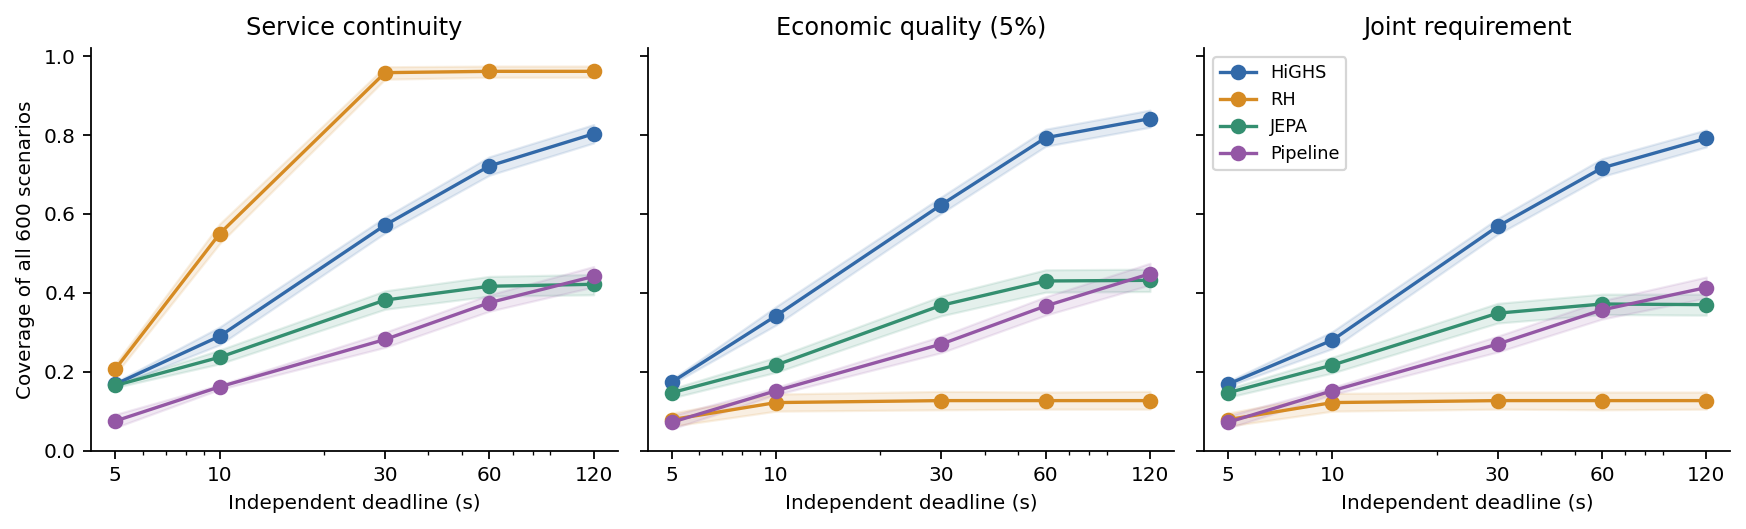 Service continuity
Economic quality (5%)
Joint requirement
Coverage of all 600 scenarios
1.0
0.8
0.6
0.4
0.2
0.0
HiGHS
RH
JEPA
Pipeline
5 10 30 60 120
5 10 30 60 120
5 10 30 60 120
Independent deadline (s)
Independent deadline (s)
Independent deadline (s)